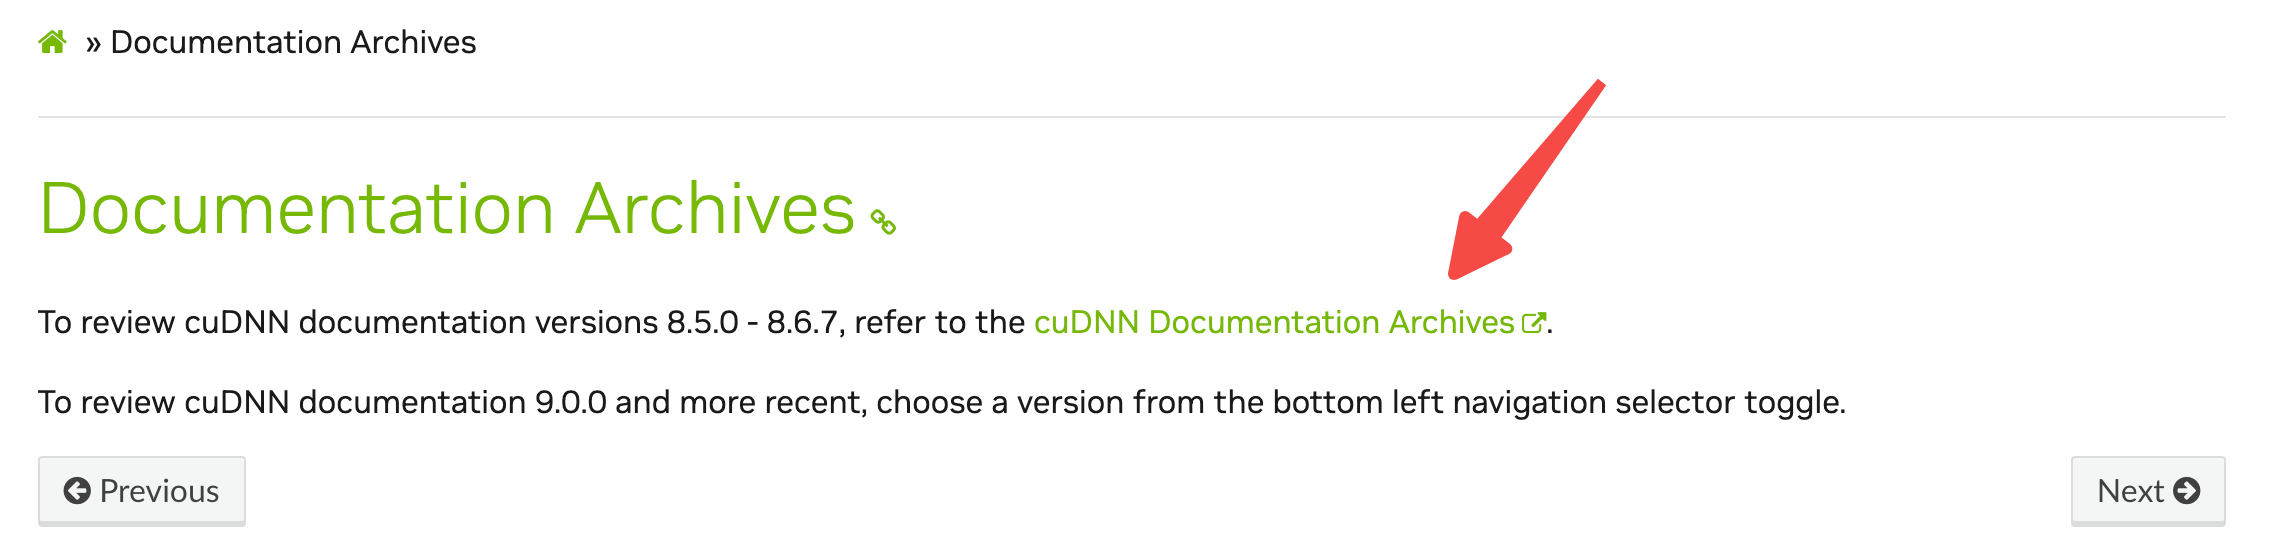 » Documentation Archives
Documentation Archives
To review cuDNN documentation versions 8.5.0 - 8.6.7, refer to the cuDNN Documentation Archives.
To review cuDNN documentation 9.0.0 and more recent, choose a version from the bottom left navigation selector toggle.
Previous
Next